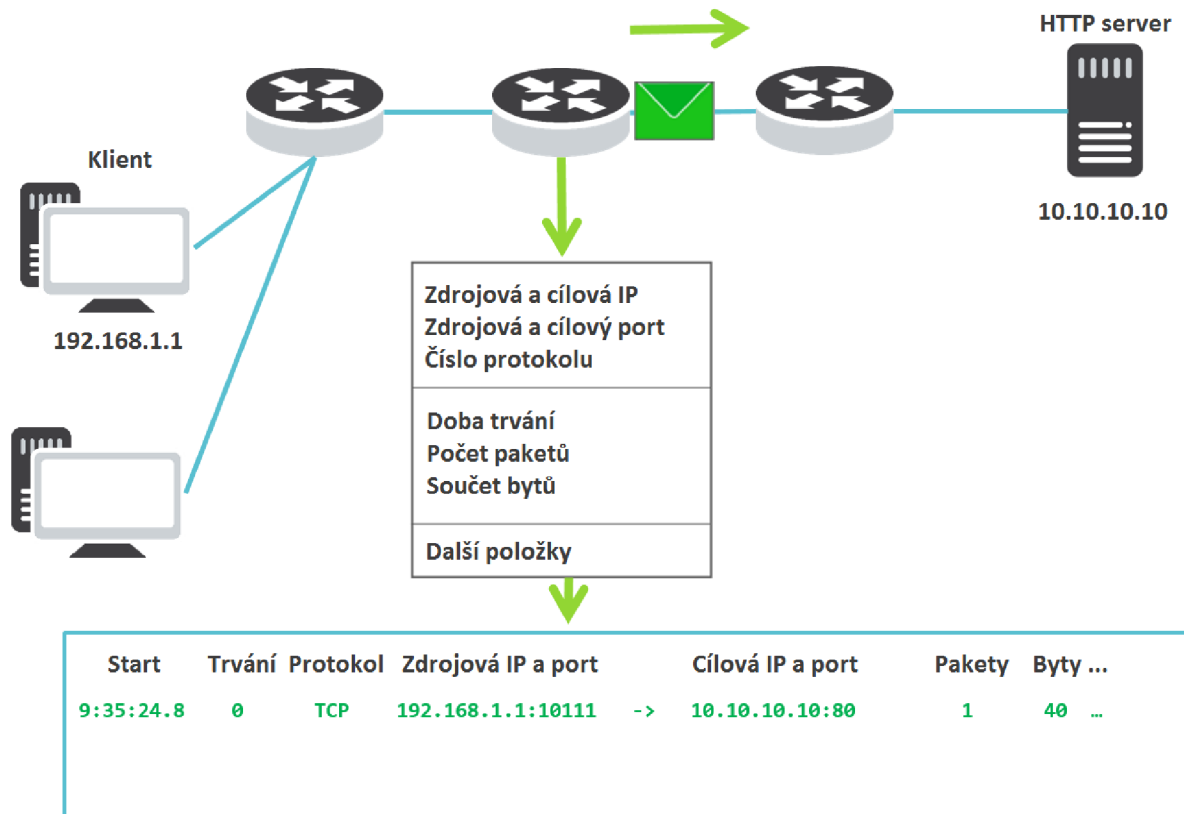 HTTP server
10.10.10.10
Klient
192.168.1.1
Zdrojová a cílová IP
Zdrojová a cílový port
Číslo protokolu
Doba trvání
Počet paketů
Součet bytů
Další položky
Start Trvání Protokol Zdrojová IP a port Cílová IP a port Pakety Byty ...
9:35:24.8 0 TCP 192.168.1.1:10111 -> 10.10.10.10:80 1 40 …